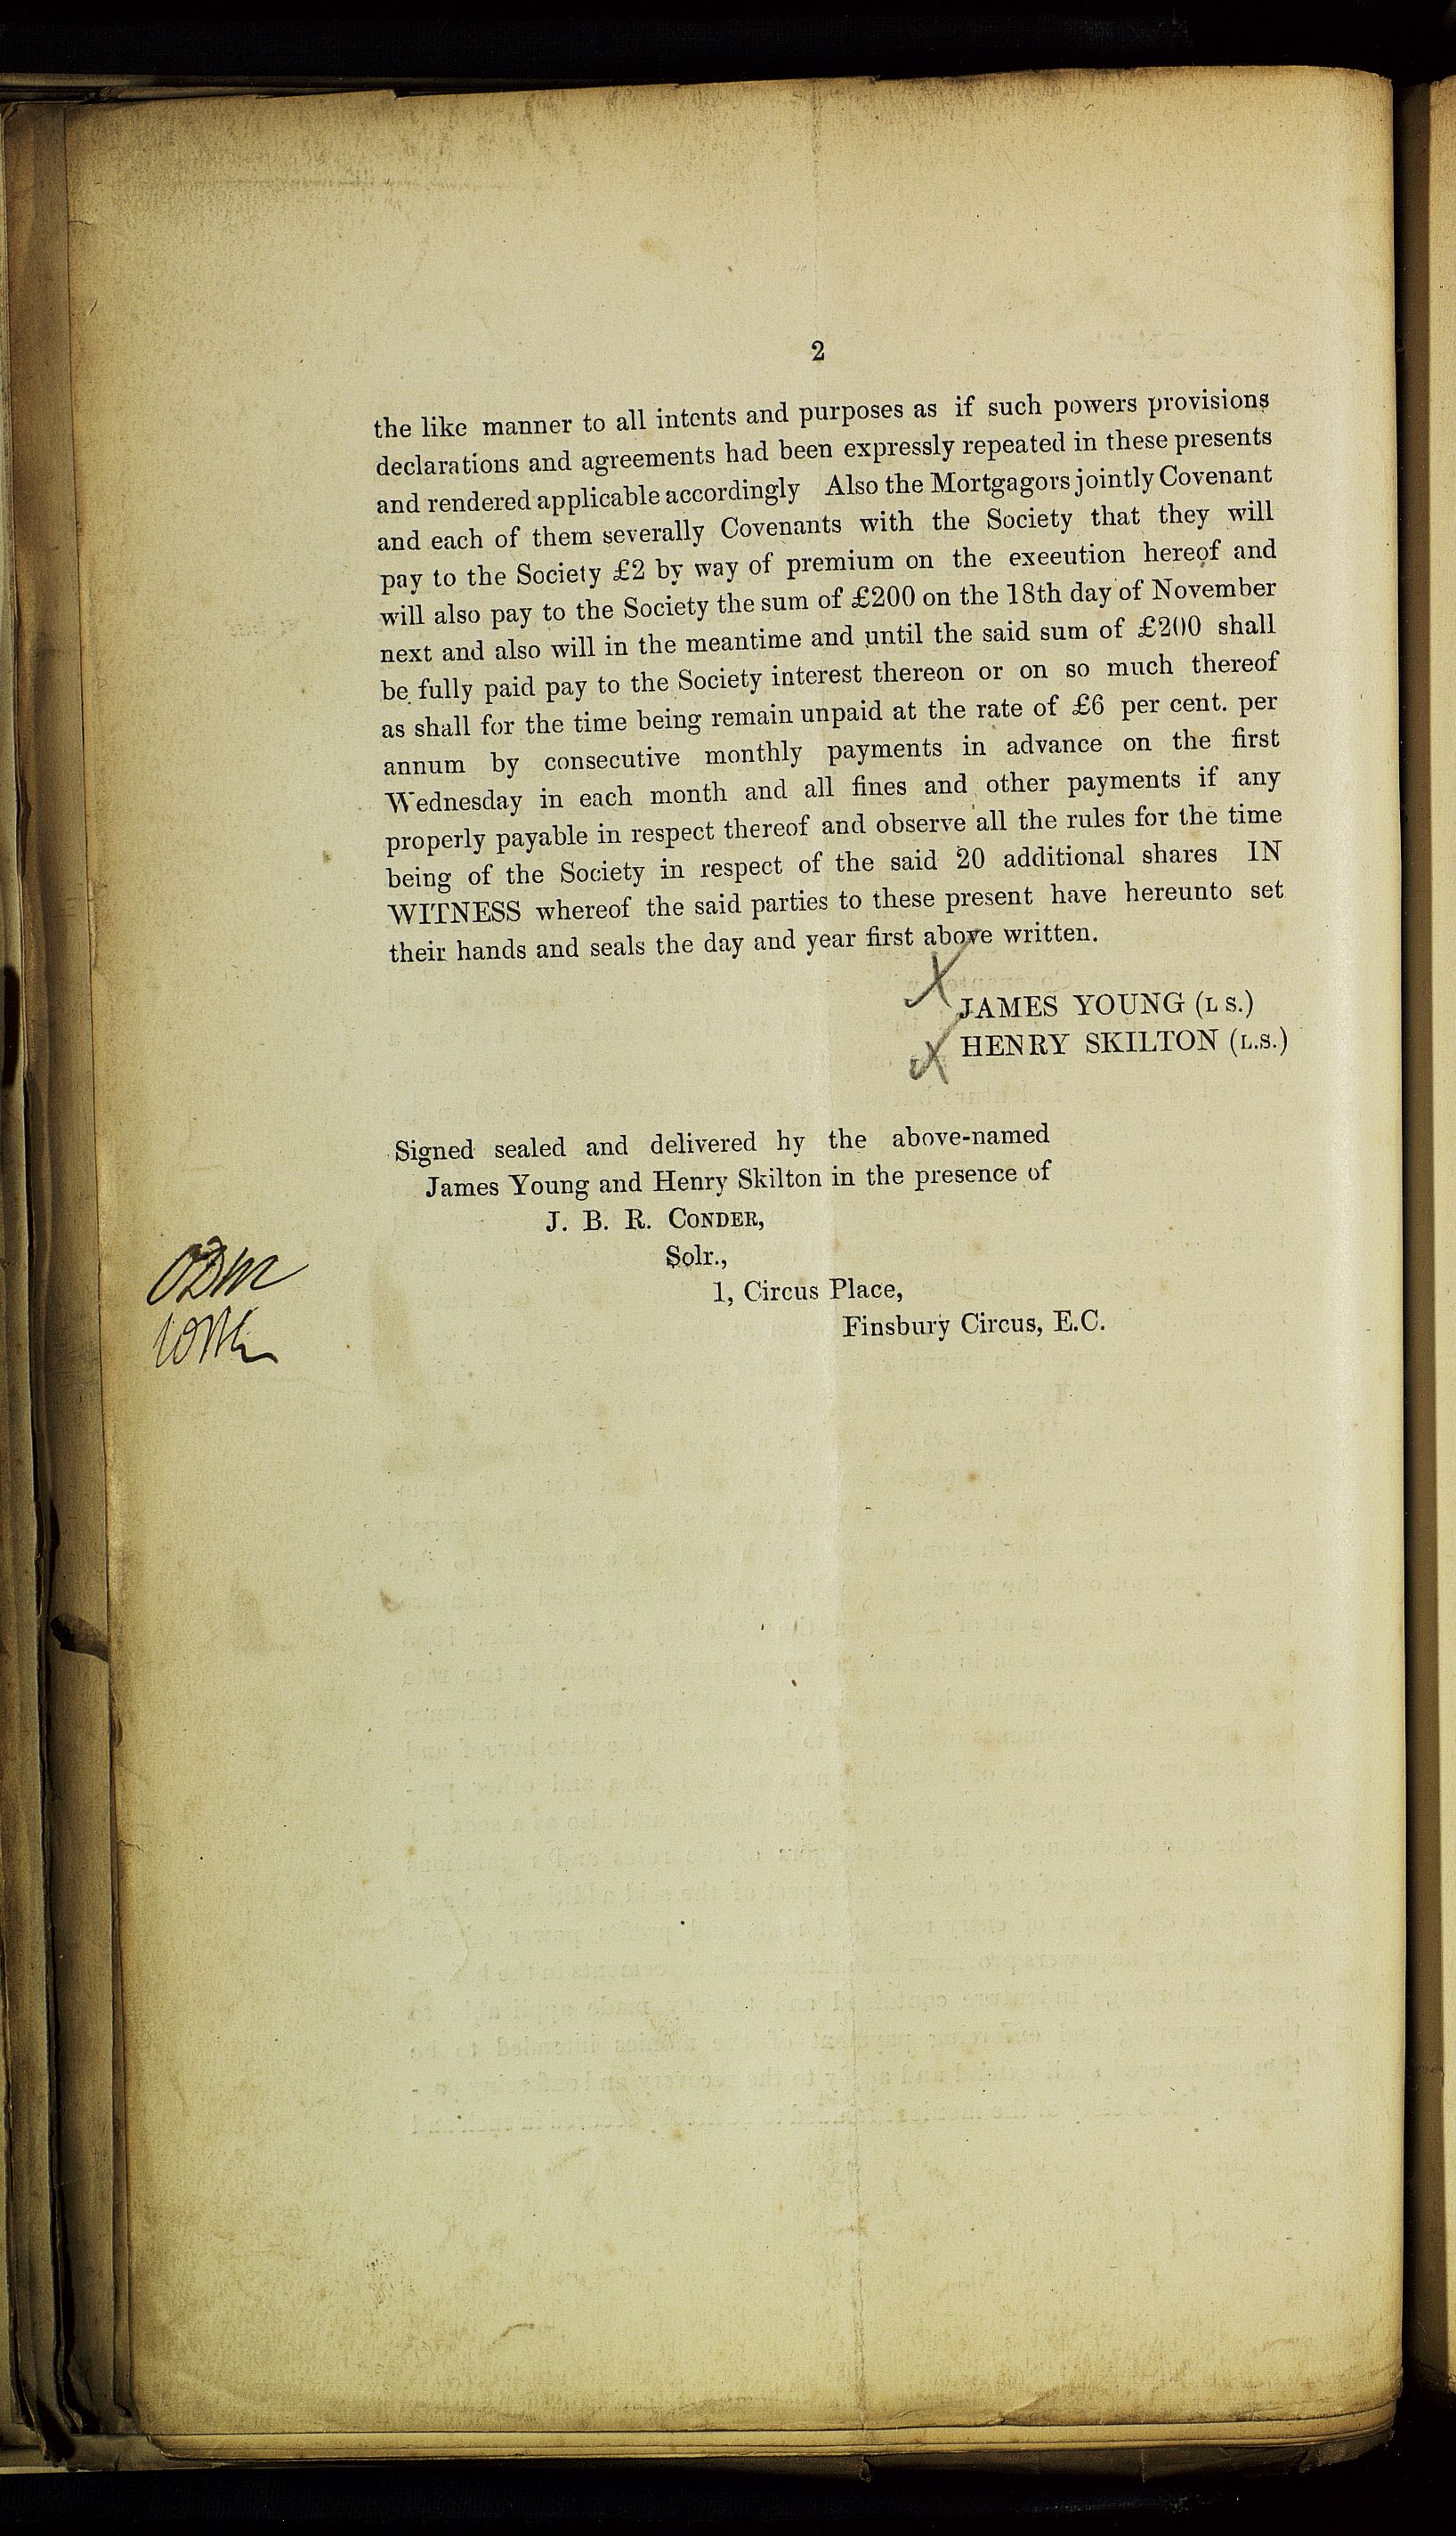 2
the like manner to all intents and purposes as if such powers provisions
declarations and agreements had been expressly repeated in these presents
and rendered applicable accordingly Also the Mortgagors jointly Covenant
and each of them severally Covenants with the Society that they will
pay to the Society £2 by way of premium on the exeeution hereof and
will also pay to the Society the sum of £200 on the 18th day of November
next and also will in the meantime and until the said sum of £200 shall
be fully paid pay to the Society interest thereon or on so much thereof
as shall for the time being remain unpaid at the rate of £6 per cent. per
annum by consecutive monthly payments in advance on the first
Wednesday in each month and all fines and other payments if any
properly payable in respect thereof and observe all the rules for the time
being of the Society in respect of the said 20 additional shares IN
WITNESS whereof the said parties to these present have hereunto set
their hands and seals the day and year first above written.
JAMES YOUNG (L S.)
HENRY SKILTON (L.S.)
Signed sealed and delivered hy the above-named
James Young and Henry Skilton in the presence of
J. B. R. CONDER,
Solr.,
1, Circus Place,
Finsbury Circus, E.C.